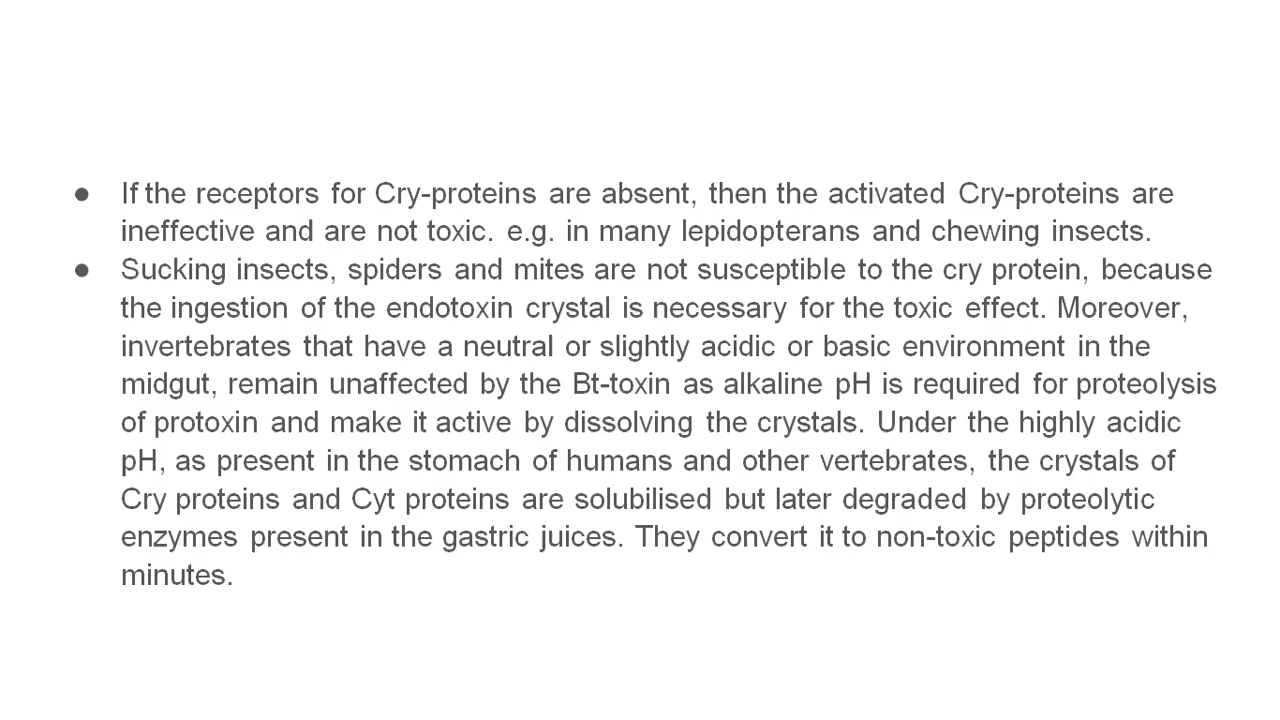 ● If the receptors for Cry-proteins are absent, then the activated Cry-proteins are
ineffective and are not toxic. e.g. in many lepidopterans and chewing insects.
● Sucking insects, spiders and mites are not susceptible to the cry protein, because
the ingestion of the endotoxin crystal is necessary for the toxic effect. Moreover,
invertebrates that have a neutral or slightly acidic or basic environment in the
midgut, remain unaffected by the Bt-toxin as alkaline pH is required for proteolysis
of protoxin and make it active by dissolving the crystals. Under the highly acidic
pH, as present in the stomach of humans and other vertebrates, the crystals of
Cry proteins and Cyt proteins are solubilised but later degraded by proteolytic
enzymes present in the gastric juices. They convert it to non-toxic peptides within
minutes.